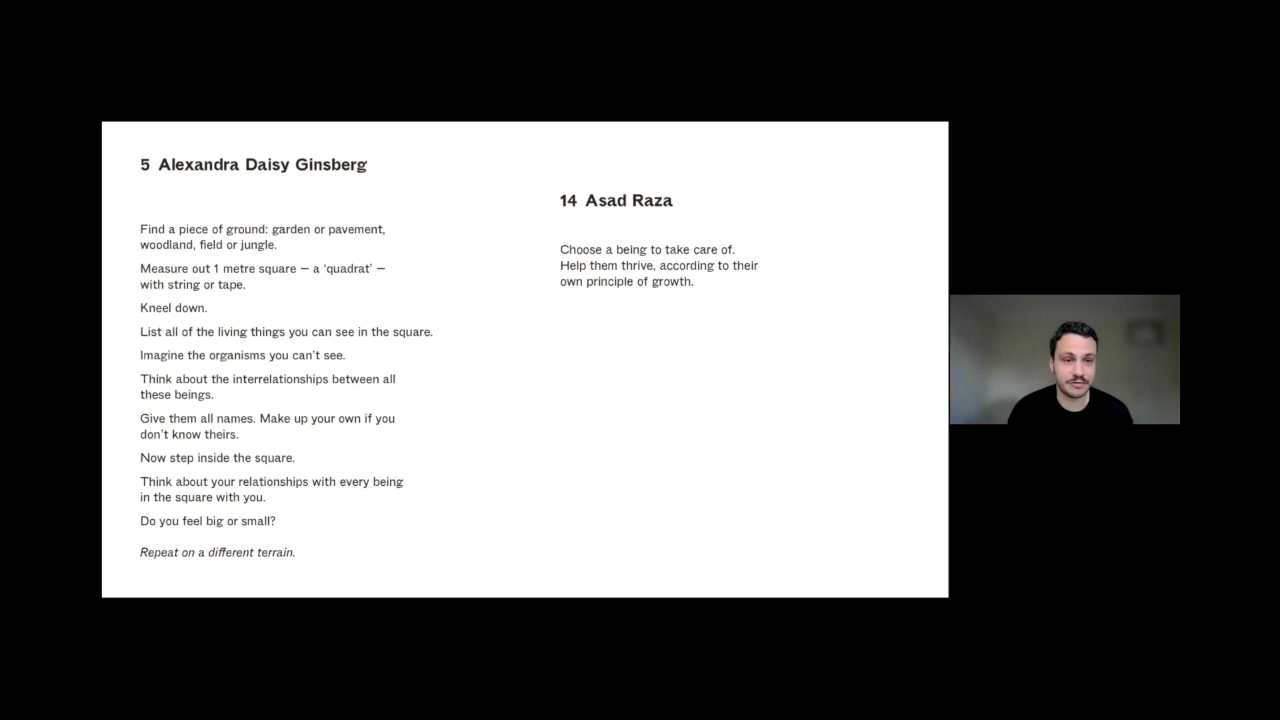 5 Alexandra Daisy Ginsberg
Find a piece of ground: garden or pavement,
woodland, field or jungle.
Measure out 1 metre square – a ‘quadrat’ –
with string or tape.
Kneel down.
List all of the living things you can see in the square.
Imagine the organisms you can’t see.
Think about the interrelationships between all
these beings.
Give them all names. Make up your own if you
don’t know theirs.
Now step inside the square.
Think about your relationships with every being
in the square with you.
Do you feel big or small?
Repeat on a different terrain.
14 Asad Raza
Choose a being to take care of.
Help them thrive, according to their
own principle of growth.